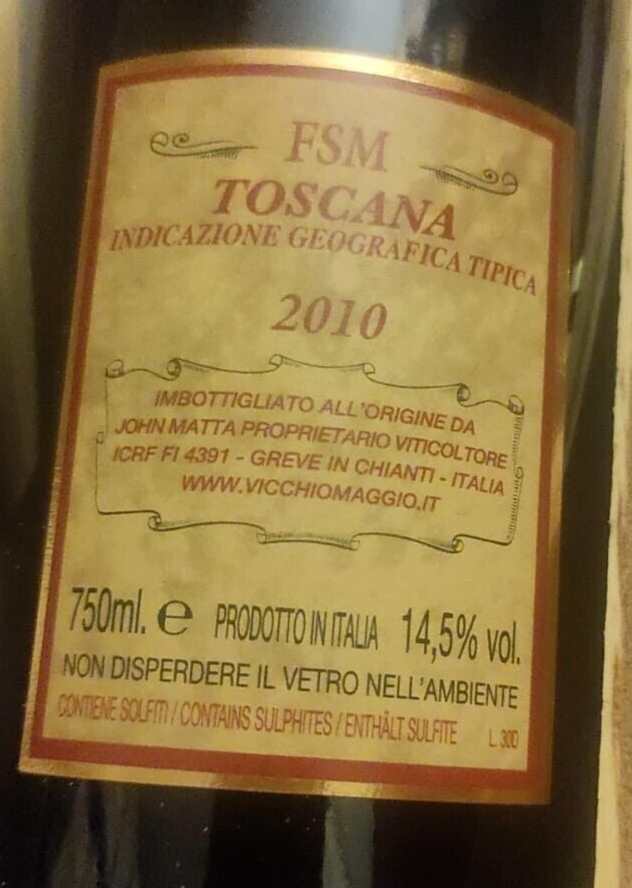 FSM
TOSCANA
INDICAZIONE GEOGRAFICA TIPICA
2010
IMBOTTIGLIATO ALL'ORIGINE DA
JOHN MATTA PROPRIETARIO VITICOLTORE
ICRF FI 4391 - GREVE IN CHIANTI - ITALIA
WWW.VICCHIOMAGGIO.IT
750ml. e PRODOTTO IN ITALIA 14,5% vol.
NON DISPERDERE IL VETRO NELL'AMBIENTE
CONTIENE SOLFITI / CONTAINS SULPHITES / ENTHÄLT SULFITE L.